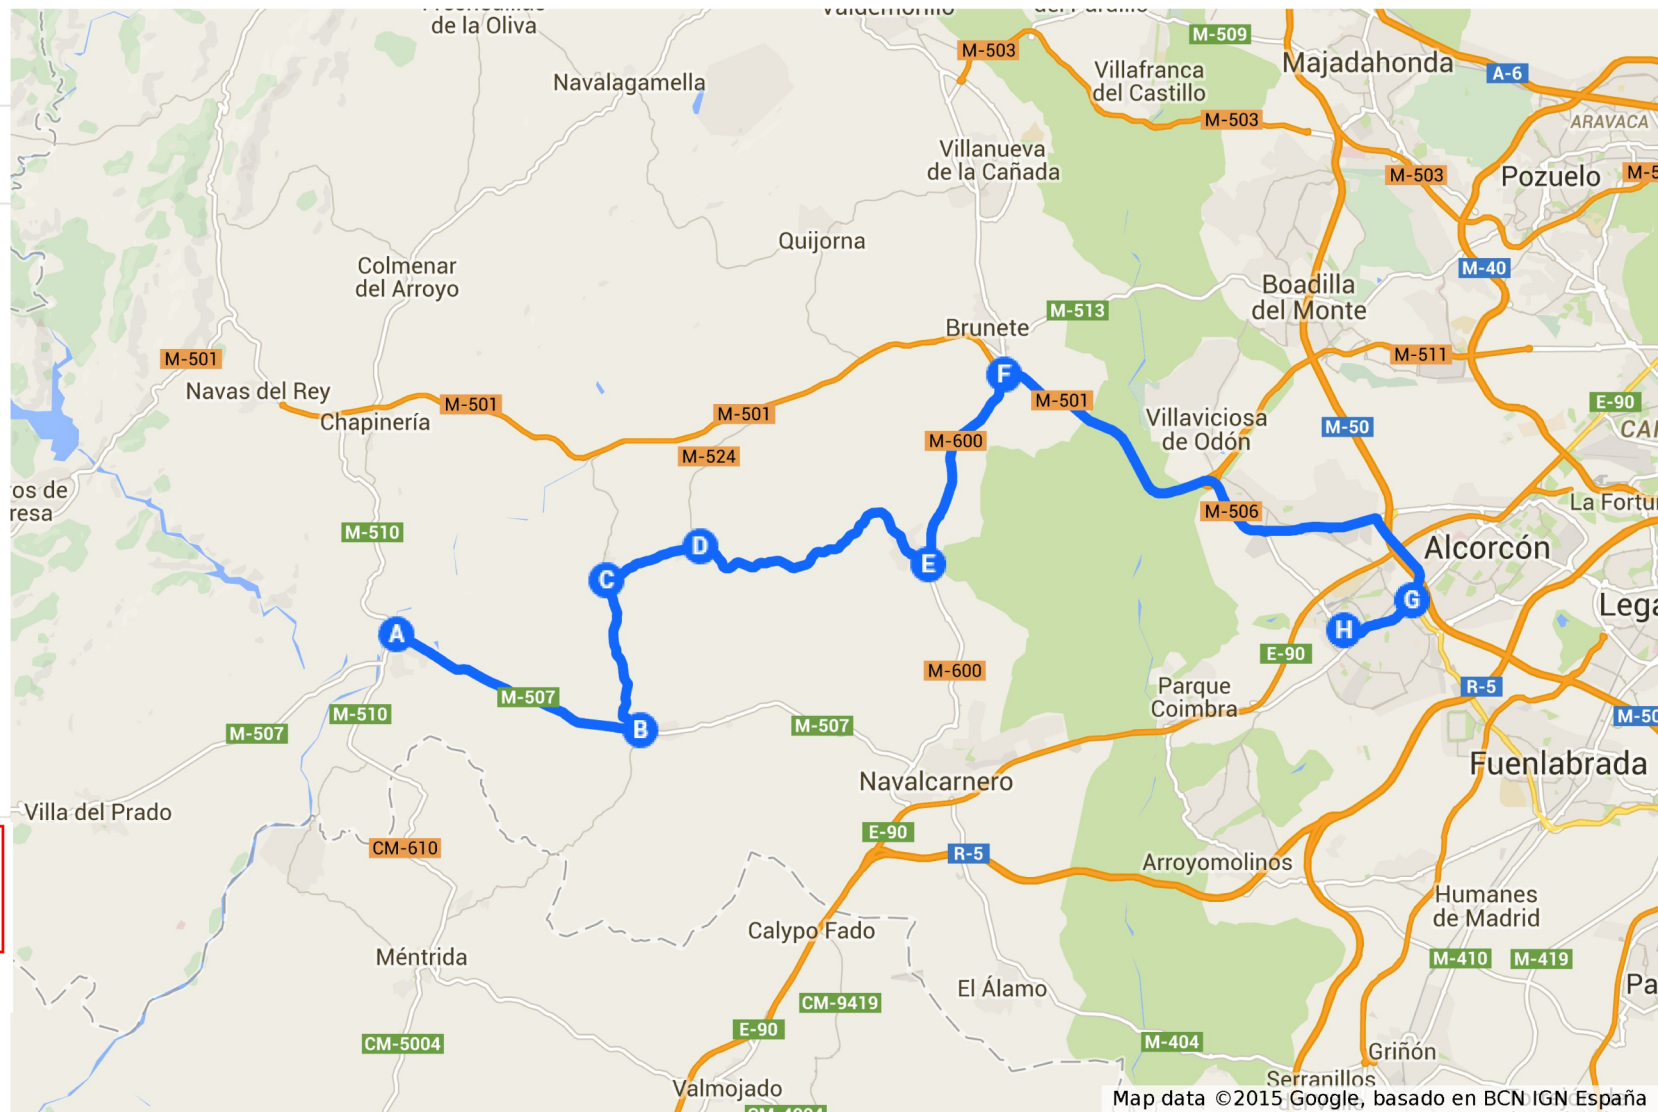 de la Oliva
M-503
M-509
Majadahonda
A-6
Navalagamella
Villafranca
del Castillo
M-503
ARAVACA
Villanueva
de la Cañada
M-503
Pozuelo
Quijorna
Colmenar
del Arroyo
M-40
Boadilla
del Monte
M-513
Brunete
M-501
M-511
Navas del Rey
F
M-501
M-501
M-501
E-90
Chapinería
Villaviciosa
de Odón
M-50
M-600
M-524
os de
resa
M-506
M-510
D
Alcorcón
E
C
G
A
H
E-90
M-600
M-507
Parque
Coimbra
R-5
M-510
B
M-507
M-507
Fuenlabrada
Navalcarnero
Villa del Prado
E-90
CM-610
R-5
Arroyomolinos
Humanes
de Madrid
Calypo Fado
Méntrida
M-410
M-419
El Álamo
CM-9419
E-90
CM-5004
M-404
Griñón
Serranillos
Valmojado
Map data ©2015 Google, basado en BCN IGN España